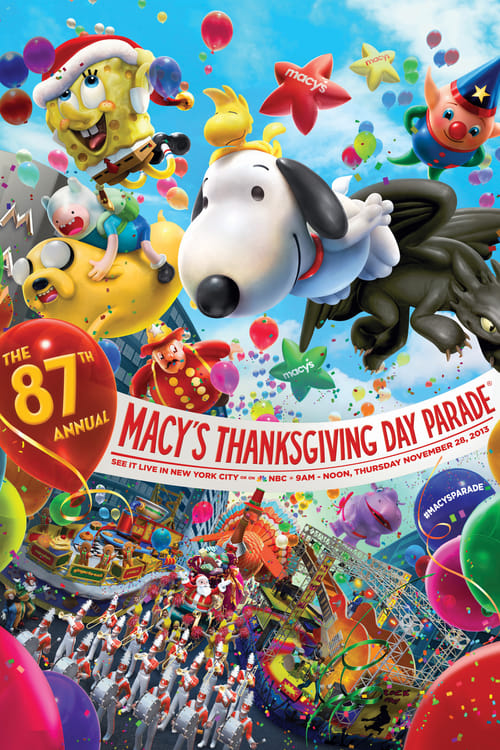 macy's
macy's
THE
87TH
ANNUAL
MACY'S THANKSGIVING DAY PARADE®
SEE IT LIVE IN NEW YORK CITY OR ON NBC • 9AM - NOON, THURSDAY NOVEMBER 28, 2013
macy's
#MACYSPARADE